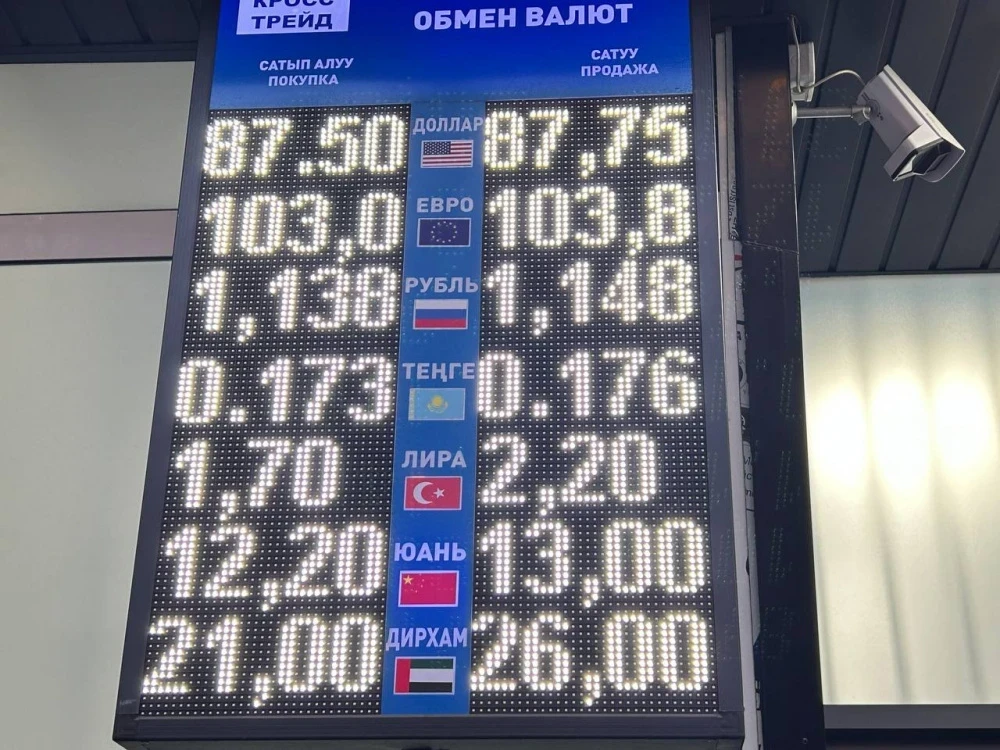 КРОСС
ТРЕЙД
ОБМЕН ВАЛЮТ
САТЫП АЛУУ
ПОКУПКА
САТУУ
ПРОДАЖА
87.50 ДОЛЛАР 87,75
103,0 ЕВРО 103,8
1,138 РУБЛЬ 1,148
0.173 ТЕҢГЕ 0.176
1,70 ЛИРА 2,20
12,20 ЮАНЬ 13,00
21,00 ДИРХАМ 26,00